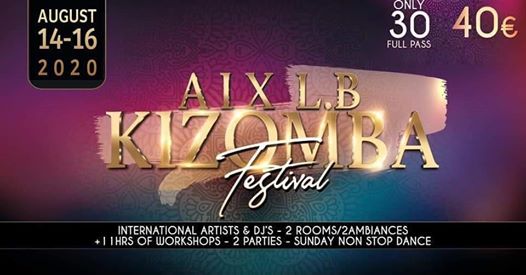 AUGUST
14-16
2020
ONLY
30
FULL PASS
40€
AIX L.B
KIZOMBA
Festival
INTERNATIONAL ARTISTS & DJ'S - 2 ROOMS/2AMBIANCES
+11HRS OF WORKSHOPS - 2 PARTIES - SUNDAY NON STOP DANCE